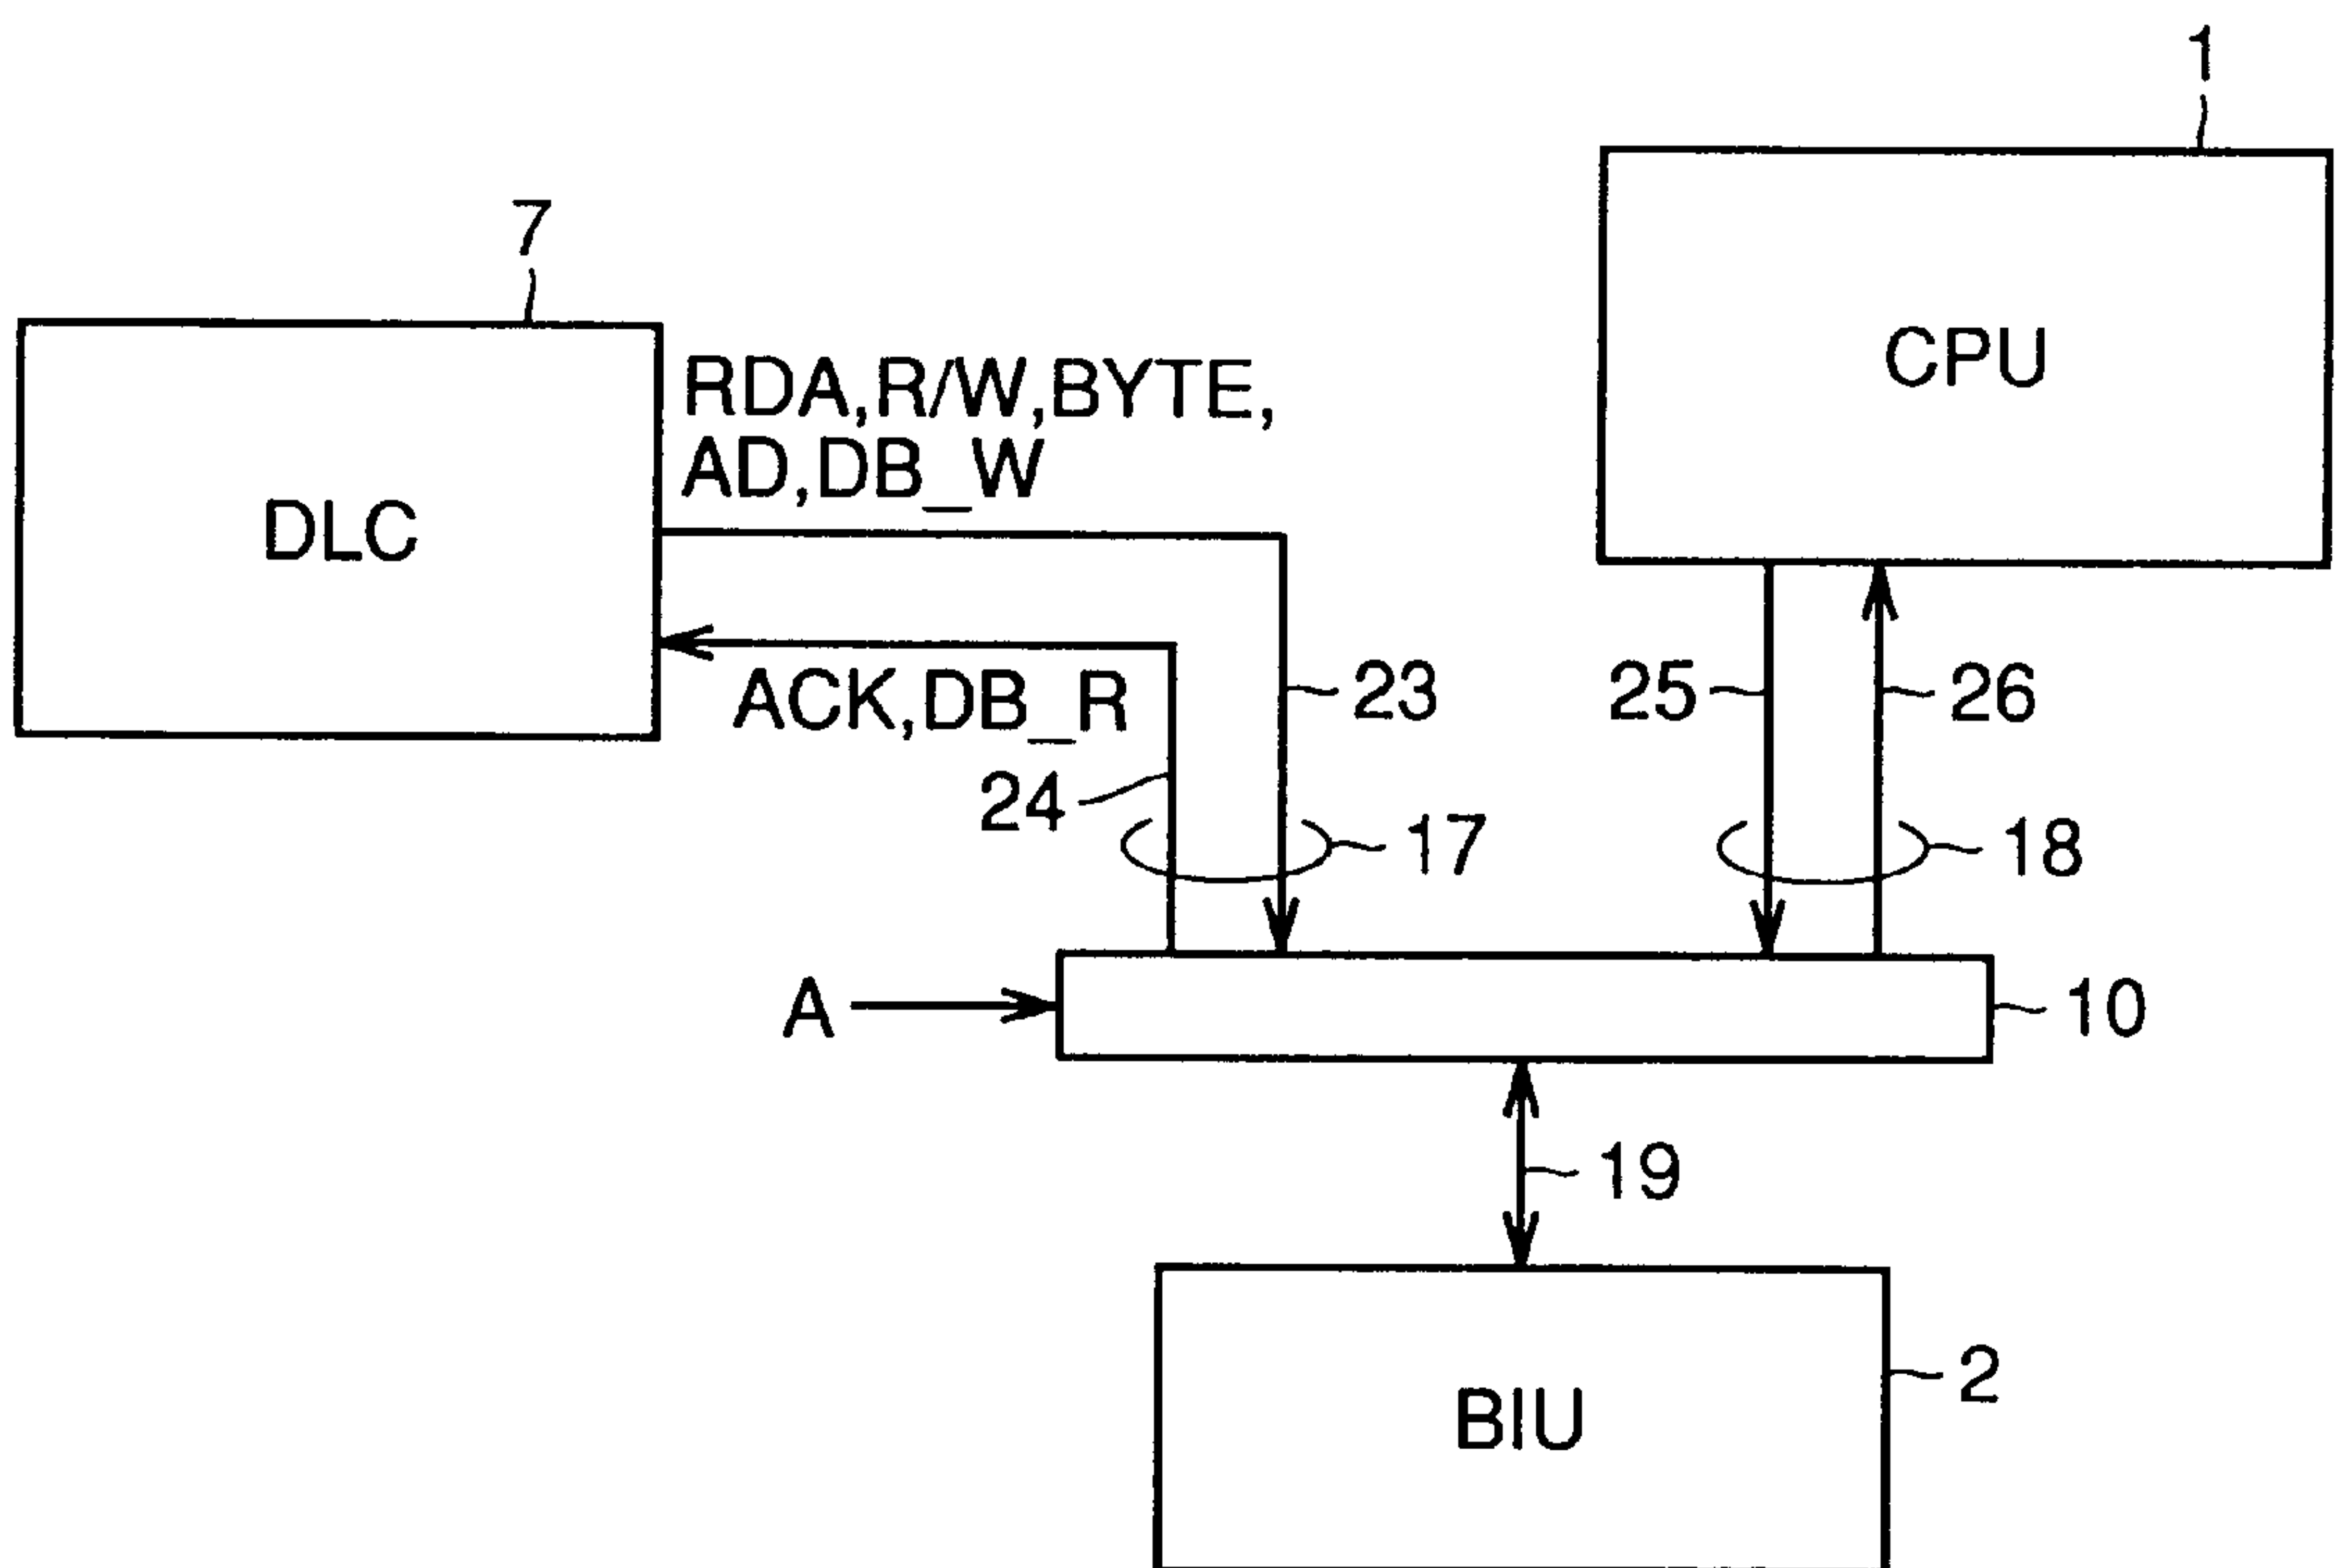 1
7
CPU
RDA,R/W,BYTE,
AD,DB_W
DLC
ACK,DB_R
23
25
26
24
17
18
A
10
19
2
BIU